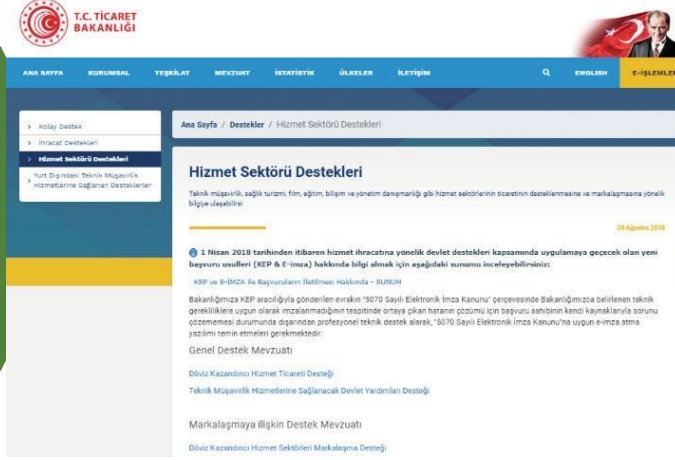 T.C. TİCARET
BAKANLIĞI
ANA SAYFA KURUMSAL TEŞKİLAT MEVZUAT İSTATİSTİK ÜLKELER İLETİŞİM ENGLISH E-İŞLEMLER
Kolay Destek
İhracat Destekleri
Hizmet Sektörü Destekleri
Yurt Dışındaki Teknik Müşavirlik
Hizmetlerine Sağlanan Destekler
Ana Sayfa / Destekler / Hizmet Sektörü Destekleri
Hizmet Sektörü Destekleri
Teknik müşavirlik, sağlık turizmi, film, eğitim, bilişim ve yönetim danışmanlığı gibi hizmet sektörlerinin ticaretinin desteklenmesine ve markalaşmasına yönelik
bilgiye ulaşabilirsi
28 Ağustos 2018
1 Nisan 2018 tarihinden itibaren hizmet ihracatına yönelik devlet destekleri kapsamında uygulamaya geçecek olan yeni
başvuru usulleri (KEP & E-imza) hakkında bilgi almak için aşağıdaki sunumu inceleyebilirsiniz:
KEP ve E-İMZA ile Başvuruların İletilmesi Hakkında - SUNUM
Bakanlığımıza KEP aracılığıyla gönderilen evrakın "5070 Sayılı Elektronik İmza Kanunu" çerçevesinde Bakanlığımızca belirlenen teknik
gerekliliklere uygun olarak imzalanmadığının tespitinde ortaya çıkan hatanın çözümü için başvuru sahibinin kendi kaynaklarıyla sorunu
çözememesi durumunda dışarıdan profesyonel teknik destek alarak, "5070 Sayılı Elektronik İmza Kanunu"na uygun e-imza atma
yazılımı temin etmeleri gerekmektedir.
Genel Destek Mevzuatı
Döviz Kazandırıcı Hizmet Ticareti Desteği
Teknik Müşavirlik Hizmetlerine Sağlanacak Devlet Yardımları Desteği
Markalaşmaya İlişkin Destek Mevzuatı
Döviz Kazandırıcı Hizmet Sektörleri Markalaşma Desteği